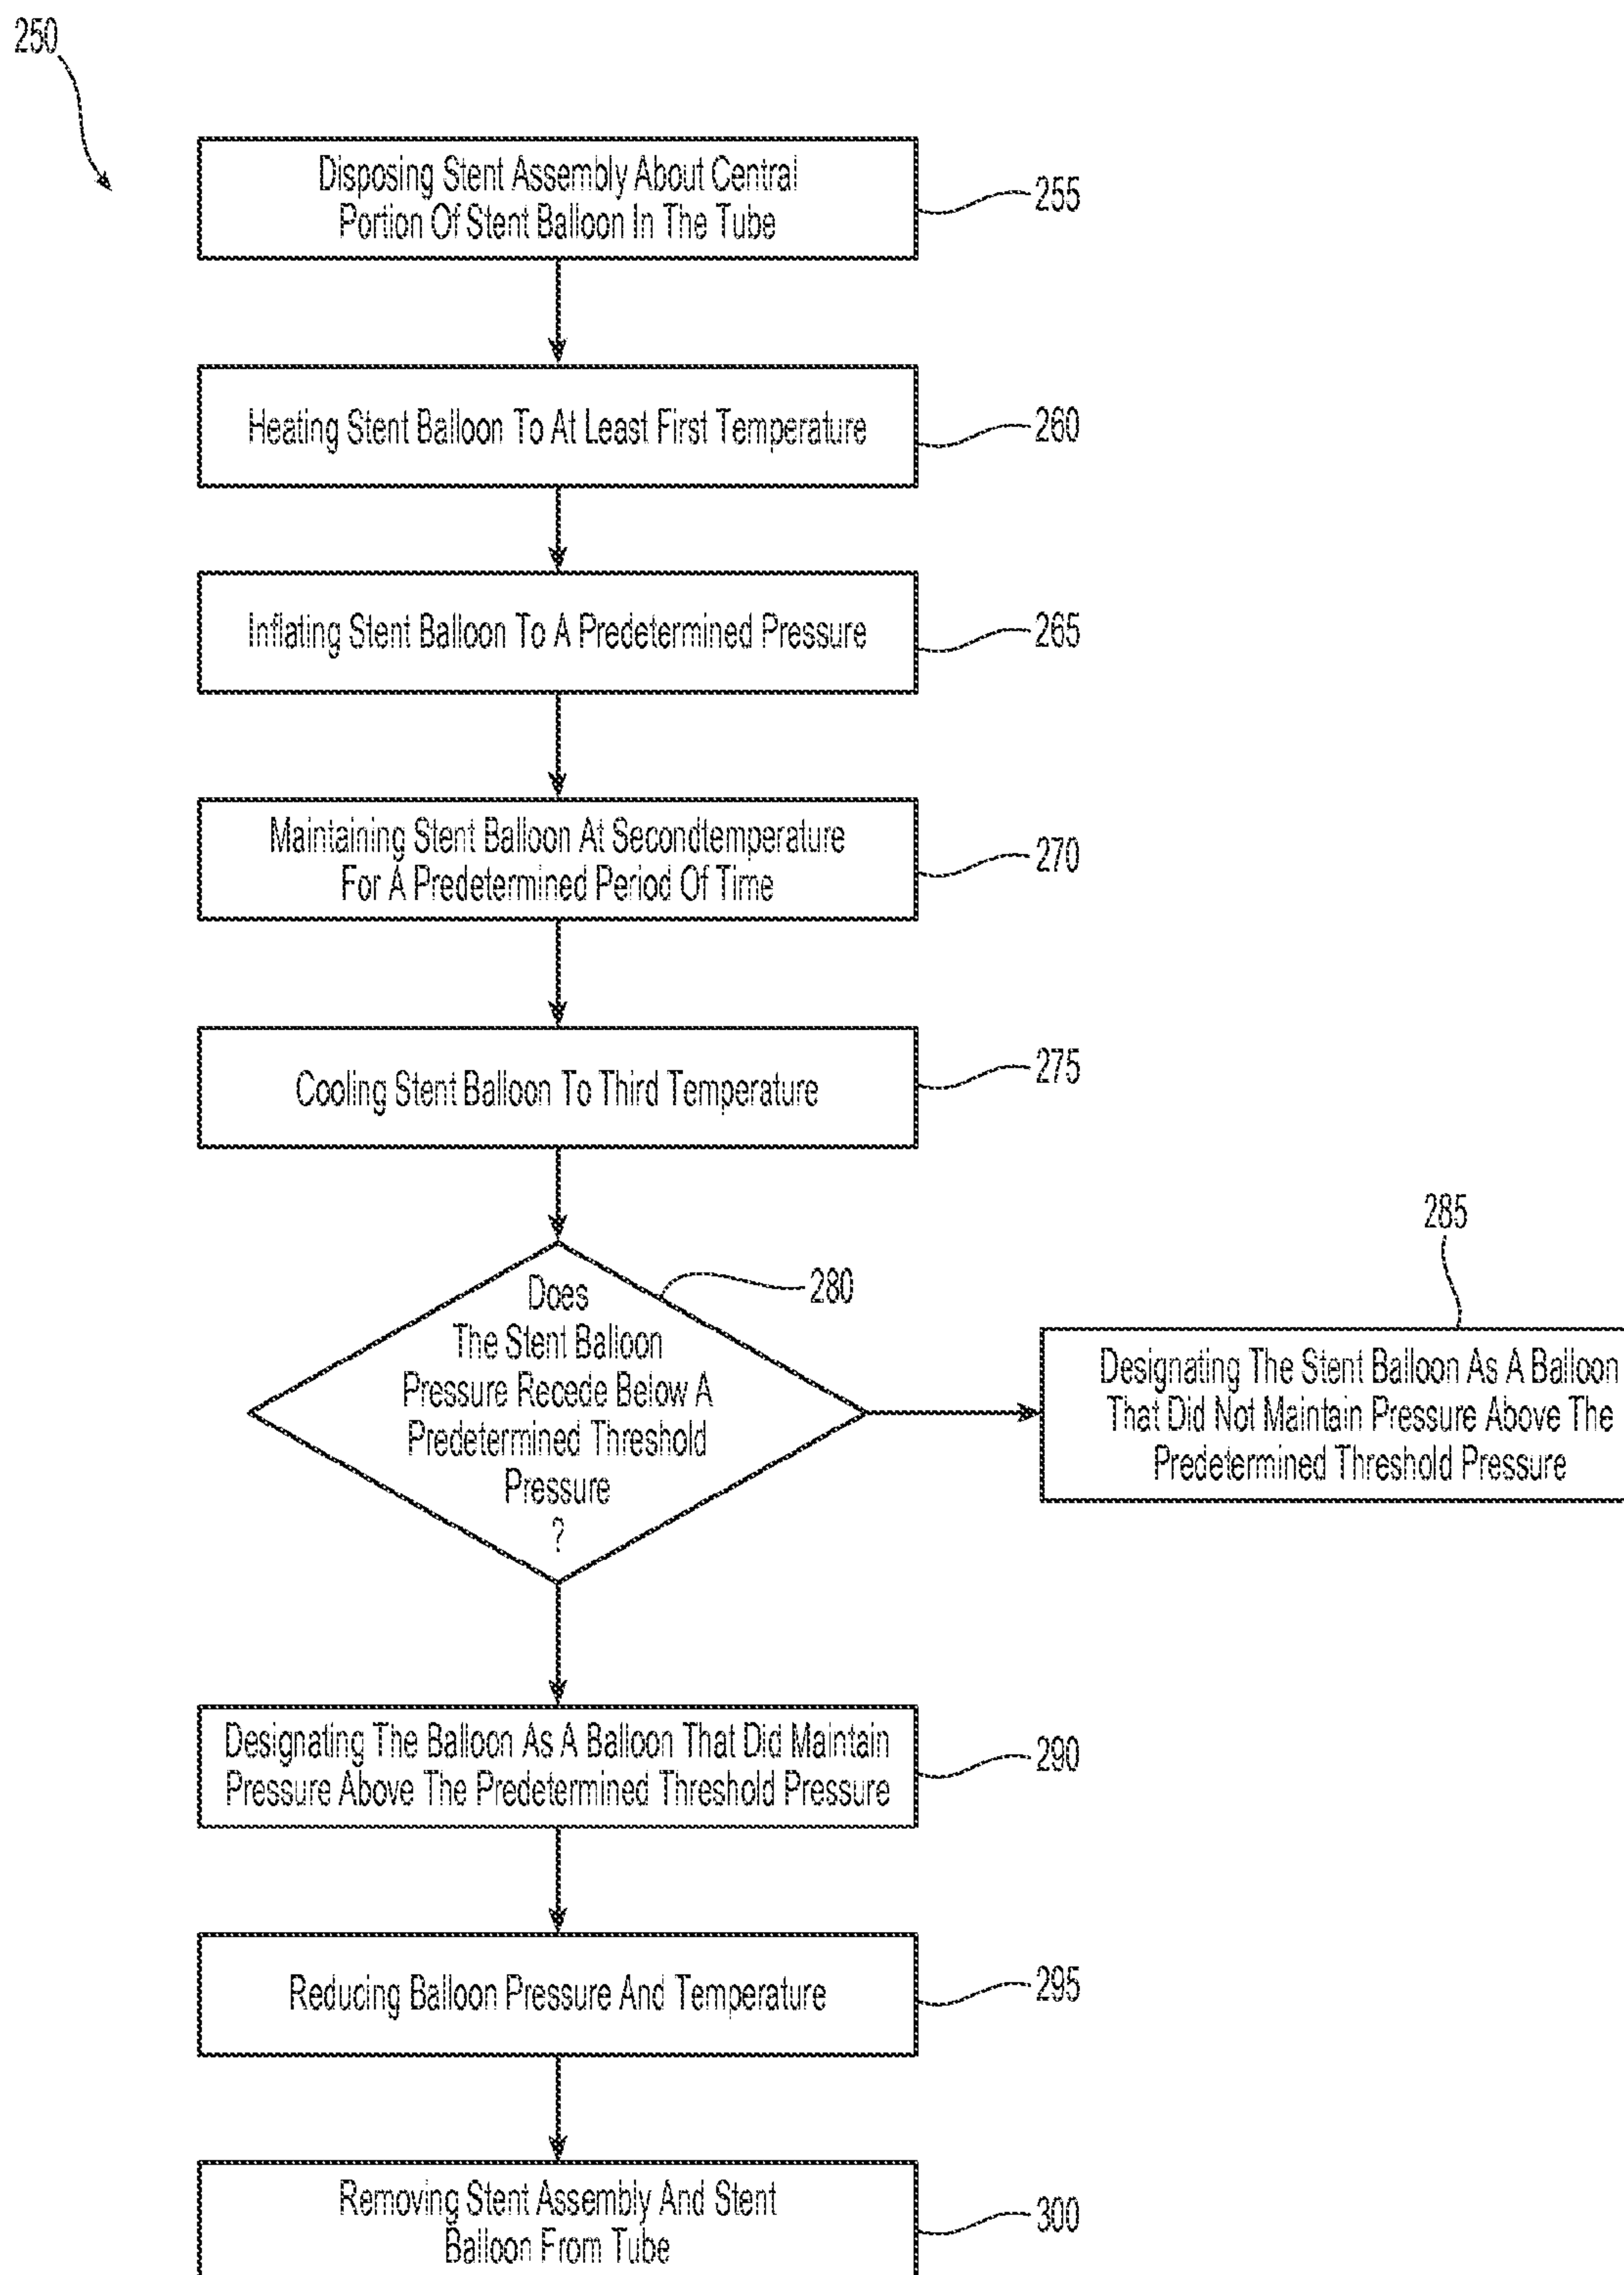 250
Disposing Stent Assembly About Central
Portion Of Stent Balloon In The Tube
255
Heating Stent Balloon To At Least First Temperature
260
Inflating Stent Balloon To A Predetermined Pressure
265
Maintaining Stent Balloon At Secondtemperature
For A Predetermined Period Of Time
270
Cooling Stent Balloon To Third Temperature
275
Does
The Stent Balloon
Pressure Recede Below A
Predetermined Threshold
Pressure
?
280
285
Designating The Stent Balloon As A Balloon
That Did Not Maintain Pressure Above The
Predetermined Threshold Pressure
Designating The Balloon As A Balloon That Did Maintain
Pressure Above The Predetermined Threshold Pressure
290
Reducing Balloon Pressure And Temperature
295
Removing Stent Assembly And Stent
Balloon From Tube
300